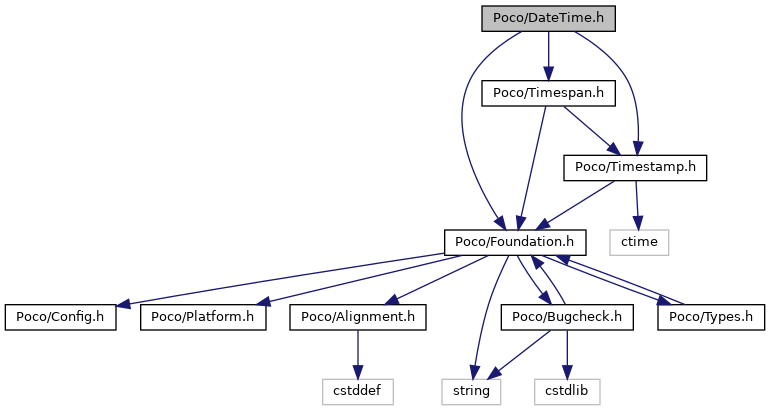 Poco/DateTime.h
Poco/Timespan.h
Poco/Timestamp.h
Poco/Foundation.h
ctime
Poco/Config.h
Poco/Platform.h
Poco/Alignment.h
Poco/Bugcheck.h
Poco/Types.h
cstddef
string
cstdlib